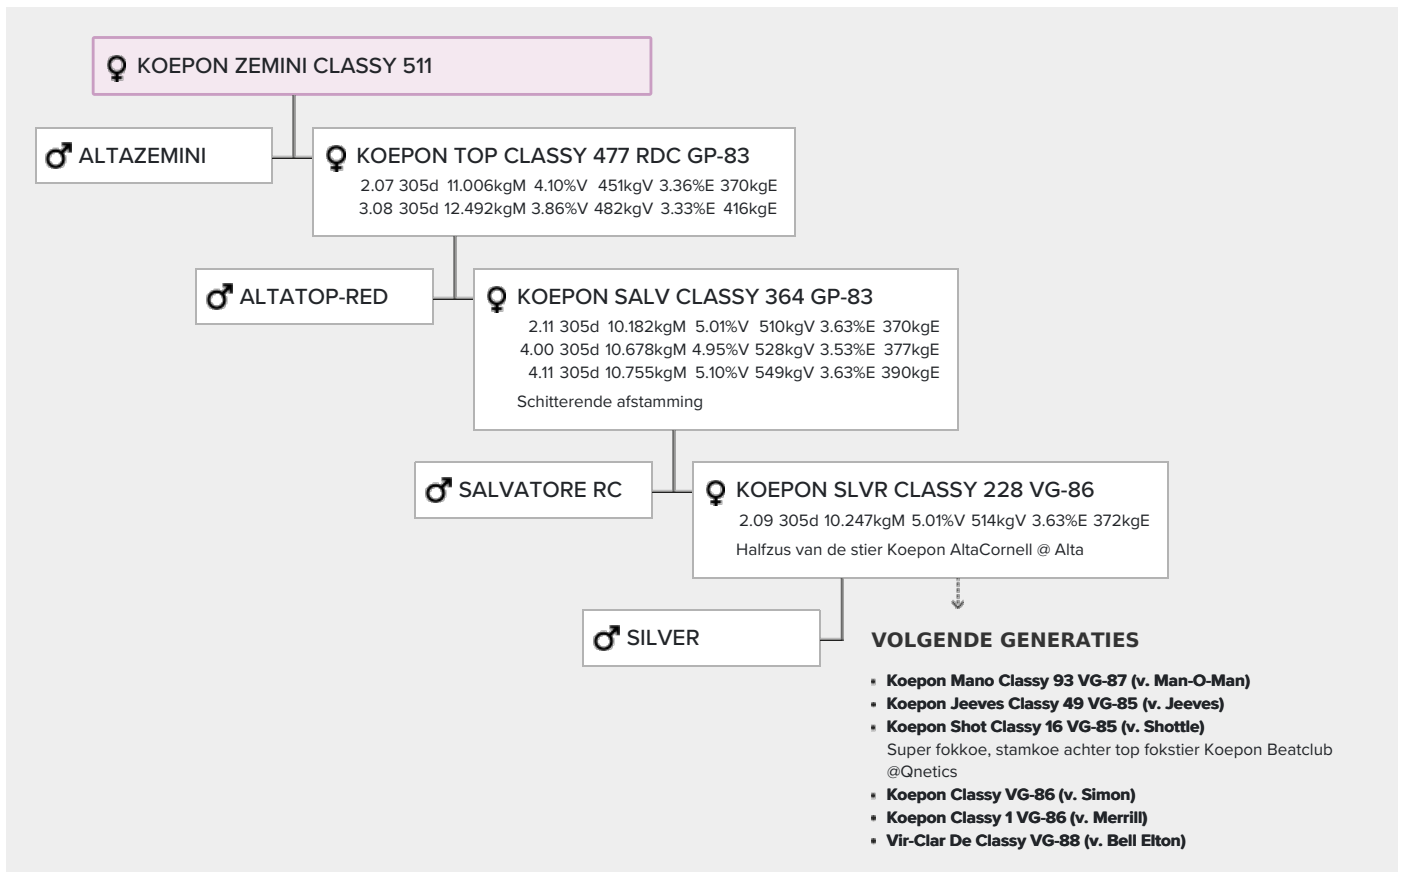 KOEPON ZEMINI CLASSY 511
ALTAZEMINI
KOEPON TOP CLASSY 477 RDC GP-83
2.07 305d 11.006kgM 4.10%V 451kgV 3.36%E 370kgE
3.08 305d 12.492kgM 3.86%V 482kgV 3.33%E 416kgE
ALTATOP-RED
KOEPON SALV CLASSY 364 GP-83
2.11 305d 10.182kgM 5.01%V 510kgV 3.63%E 370kgE
4.00 305d 10.678kgM 4.95%V 528kgV 3.53%E 377kgE
4.11 305d 10.755kgM 5.10%V 549kgV 3.63%E 390kgE
Schitterende afstamming
SALVATORE RC
KOEPON SLVR CLASSY 228 VG-86
2.09 305d 10.247kgM 5.01%V 514kgV 3.63%E 372kgE
Halfzus van de stier Koepon AltaCornell @ Alta
SILVER
VOLGENDE GENERATIES
Koepon Mano Classy 93 VG-87 (v. Man-O-Man)
Koepon Jeeves Classy 49 VG-85 (v. Jeeves)
Koepon Shot Classy 16 VG-85 (v. Shottle)
Super fokkoe, stamkoe achter top fokstier Koepon Beatclub
@Qnetics
Koepon Classy VG-86 (v. Simon)
Koepon Classy 1 VG-86 (v. Merrill)
Vir-Clar De Classy VG-88 (v. Bell Elton)